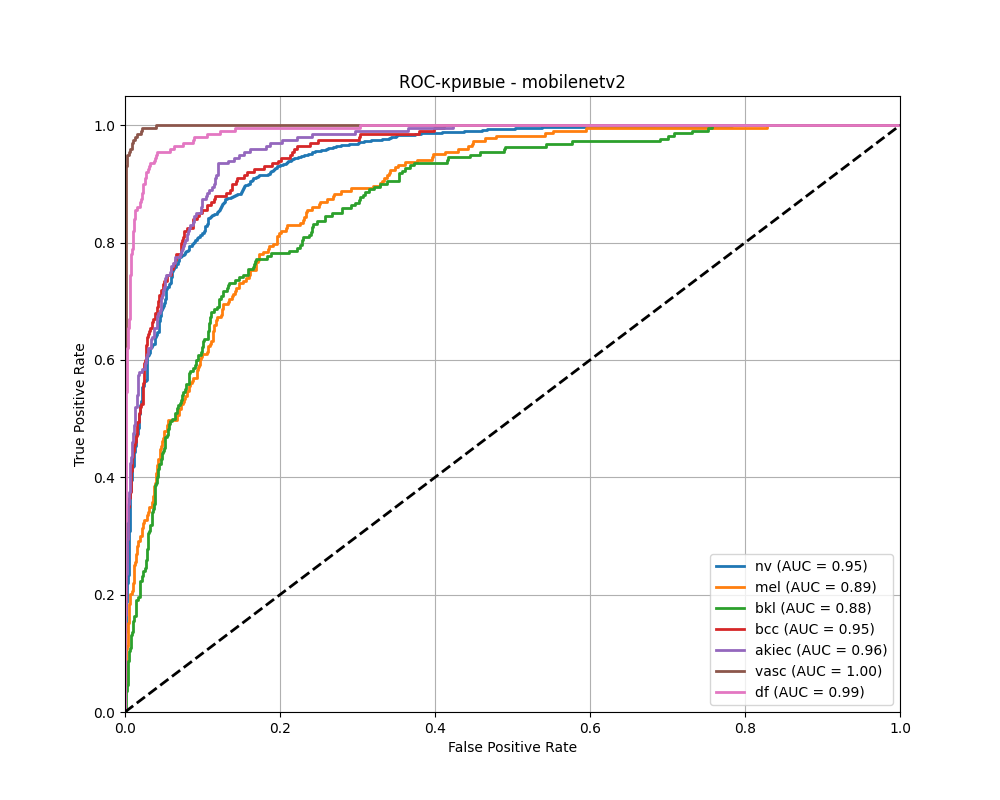 ROC-кривые - mobilenetv2
True Positive Rate
1.0
0.8
0.6
0.4
0.2
0.0
nv (AUC = 0.95)
mel (AUC = 0.89)
bkl (AUC = 0.88)
bcc (AUC = 0.95)
akiec (AUC = 0.96)
vasc (AUC = 1.00)
df (AUC = 0.99)
0.0 0.2 0.4 0.6 0.8 1.0
False Positive Rate